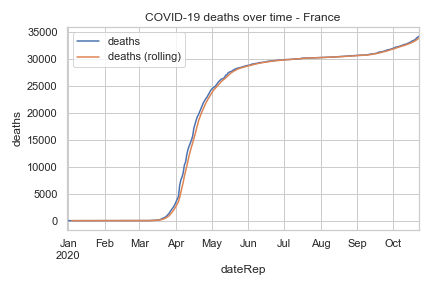 COVID-19 deaths over time - France
deaths
deaths (rolling)
35000
30000
25000
20000
15000
10000
5000
0
deaths
Jan Feb Mar Apr May Jun Jul Aug Sep Oct
2020
dateRep